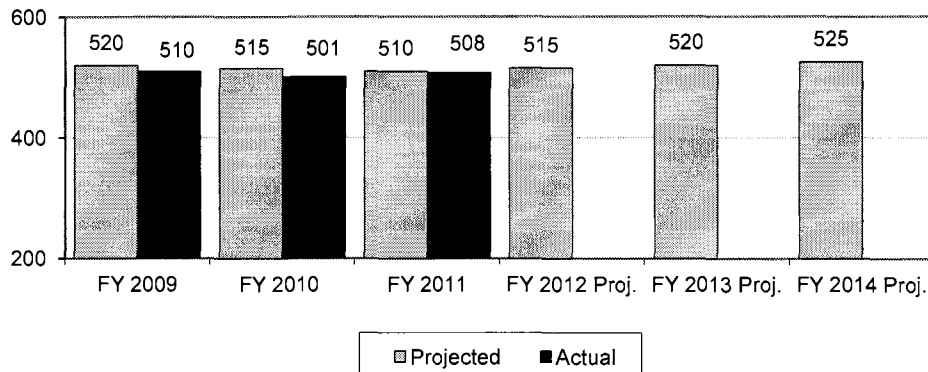 600
520 510 515 501 510 508 515 520 525
400
200
FY 2009 FY 2010 FY 2011 FY 2012 Proj. FY 2013 Proj. FY 2014 Proj.
Projected Actual